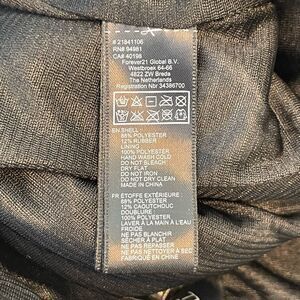 # 21841106
RN# 94981
CA# 40198
Forever21 Global B.V.
Westbroek 64-66
4822 ZW Breda
The Netherlands
Registration Nbr 34386700
EN SHELL :
88% POLYESTER
12% RUBBER
LINING :
100% POLYESTER
HAND WASH COLD
DO NOT BLEACH
DRY FLAT
DO NOT IRON
DO NOT DRY CLEAN
MADE IN CHINA
FR ÉTOFFE EXTÉRIEURE :
88% POLYESTER
12% CAOUTCHOUC
DOUBLURE :
100% POLYESTER
LAVER À LA MAIN À L'EAU
FROIDE
NE PAS BLANCHIR
SÉCHER À PLAT
NE PAS REPASSER
NE PAS NETTOYER À SEC
FABRIQUÉ EN CHINE